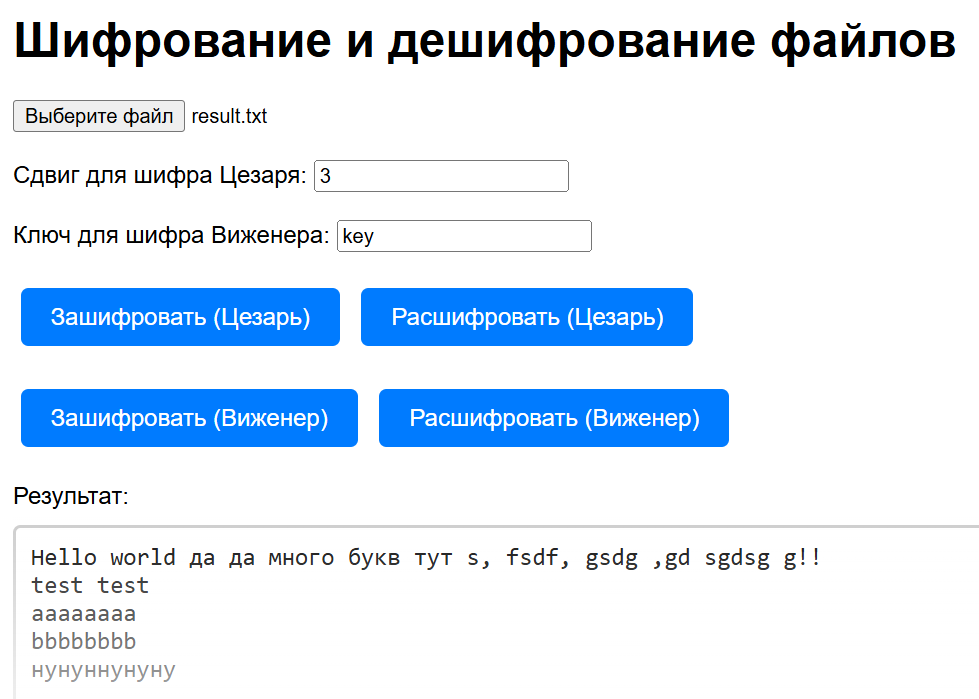 Шифрование и дешифрование файлов
Выберите файл result.txt
Сдвиг для шифра Цезаря: 3
Ключ для шифра Виженера: key
Зашифровать (Цезарь) Расшифровать (Цезарь)
Зашифровать (Виженер) Расшифровать (Виженер)
Результат:
Hello world да да много букв тут s, fsdf, gsdg ,gd sgdsg g!!
test test
aaaaaaaa
bbbbbbbb
нунуннунуну